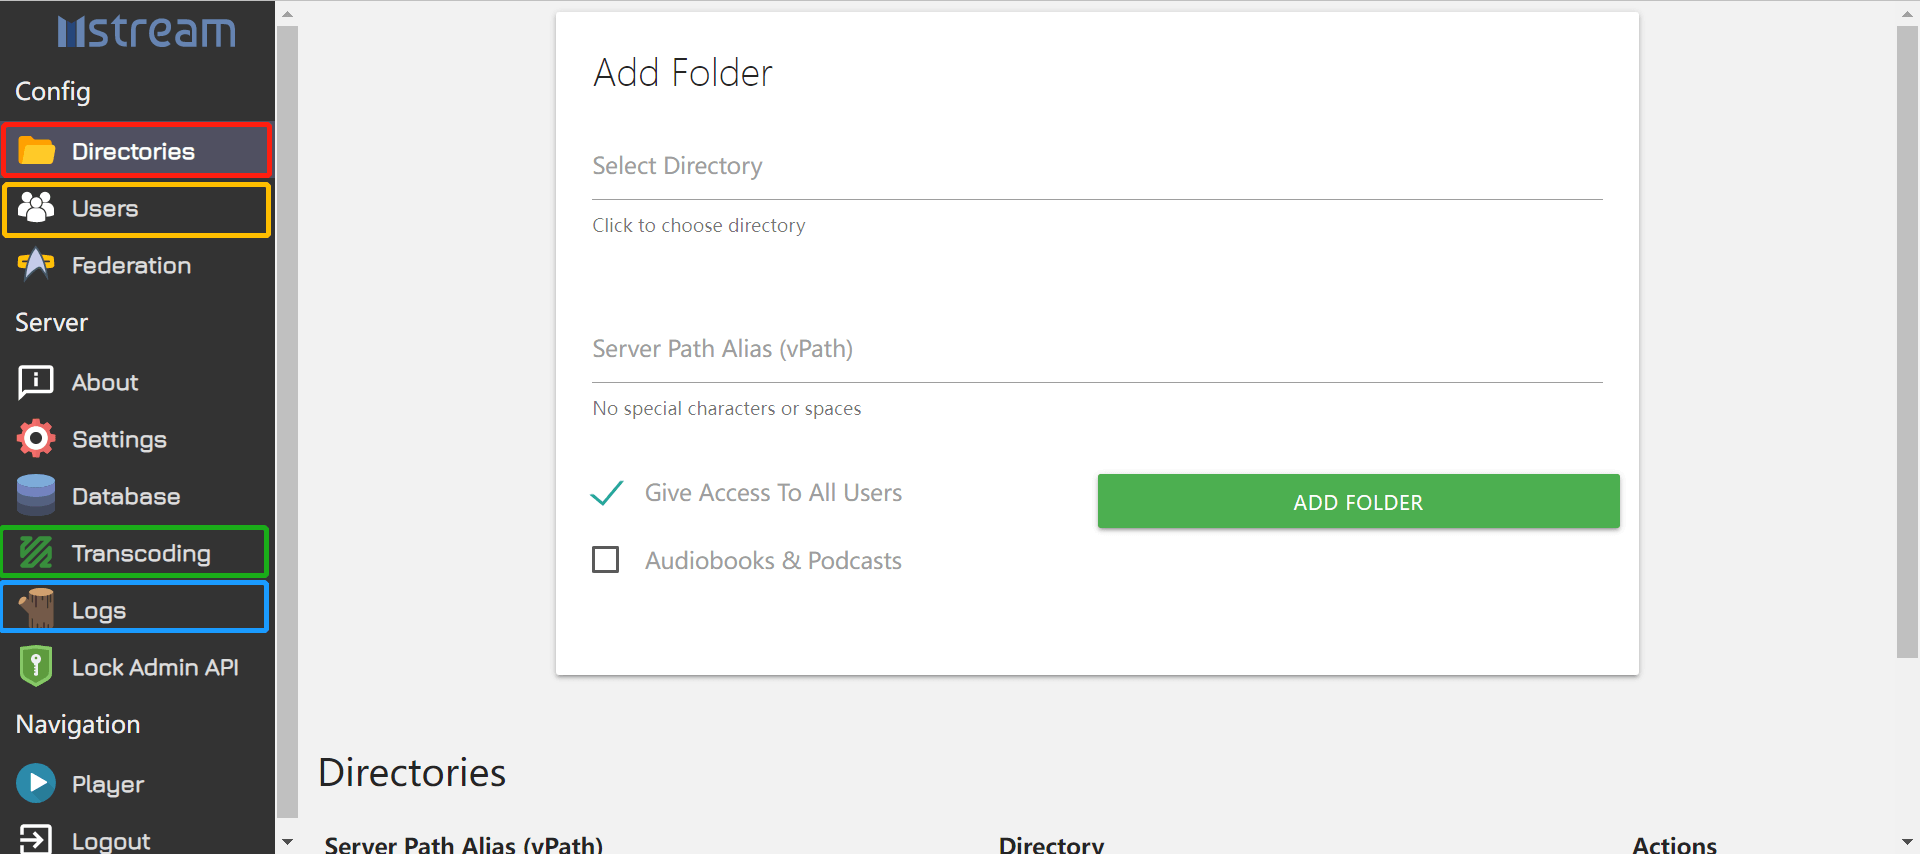 mstream
Config
Directories
Users
Federation
Server
About
Settings
Database
Transcoding
Logs
Lock Admin API
Navigation
Player
Logout
Add Folder
Select Directory
Click to choose directory
Server Path Alias (vPath)
No special characters or spaces
Give Access To All Users
ADD FOLDER
Audiobooks & Podcasts
Directories
Server Path Alias (vPath) Directory Actions